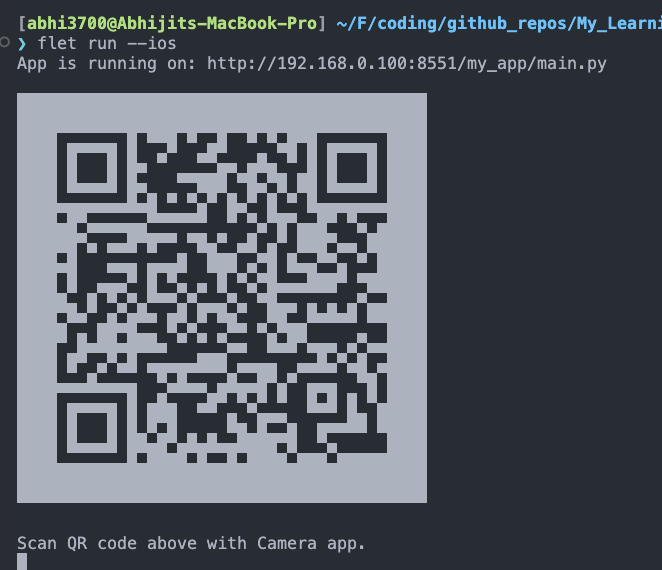 [abhi3700@Abhijits-MacBook-Pro] ~/F/coding/github_repos/My_Learni
❯ flet run --ios
App is running on: http://192.168.0.100:8551/my_app/main.py
Scan QR code above with Camera app.